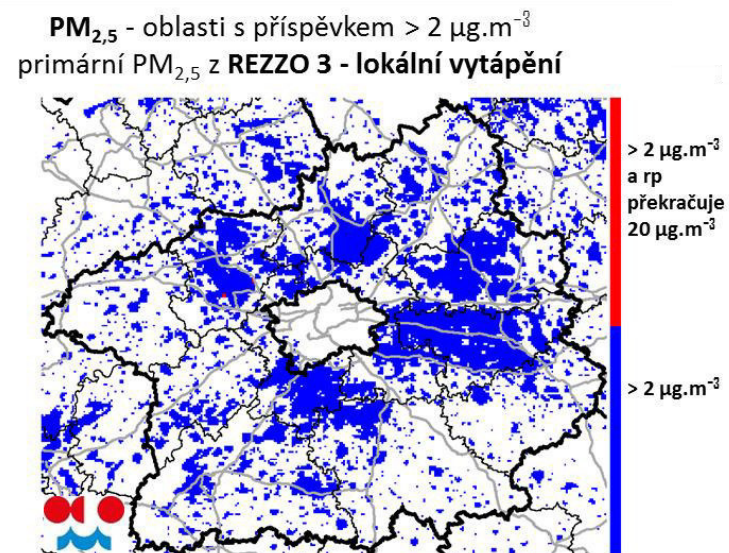 PM2,5 - oblasti s příspěvkem > 2 µg.m⁻³
primární PM2,5 z REZZO 3 - lokální vytápění
> 2 µg.m⁻³
a rp
překračuje
20 µg.m⁻³
> 2 µg.m⁻³